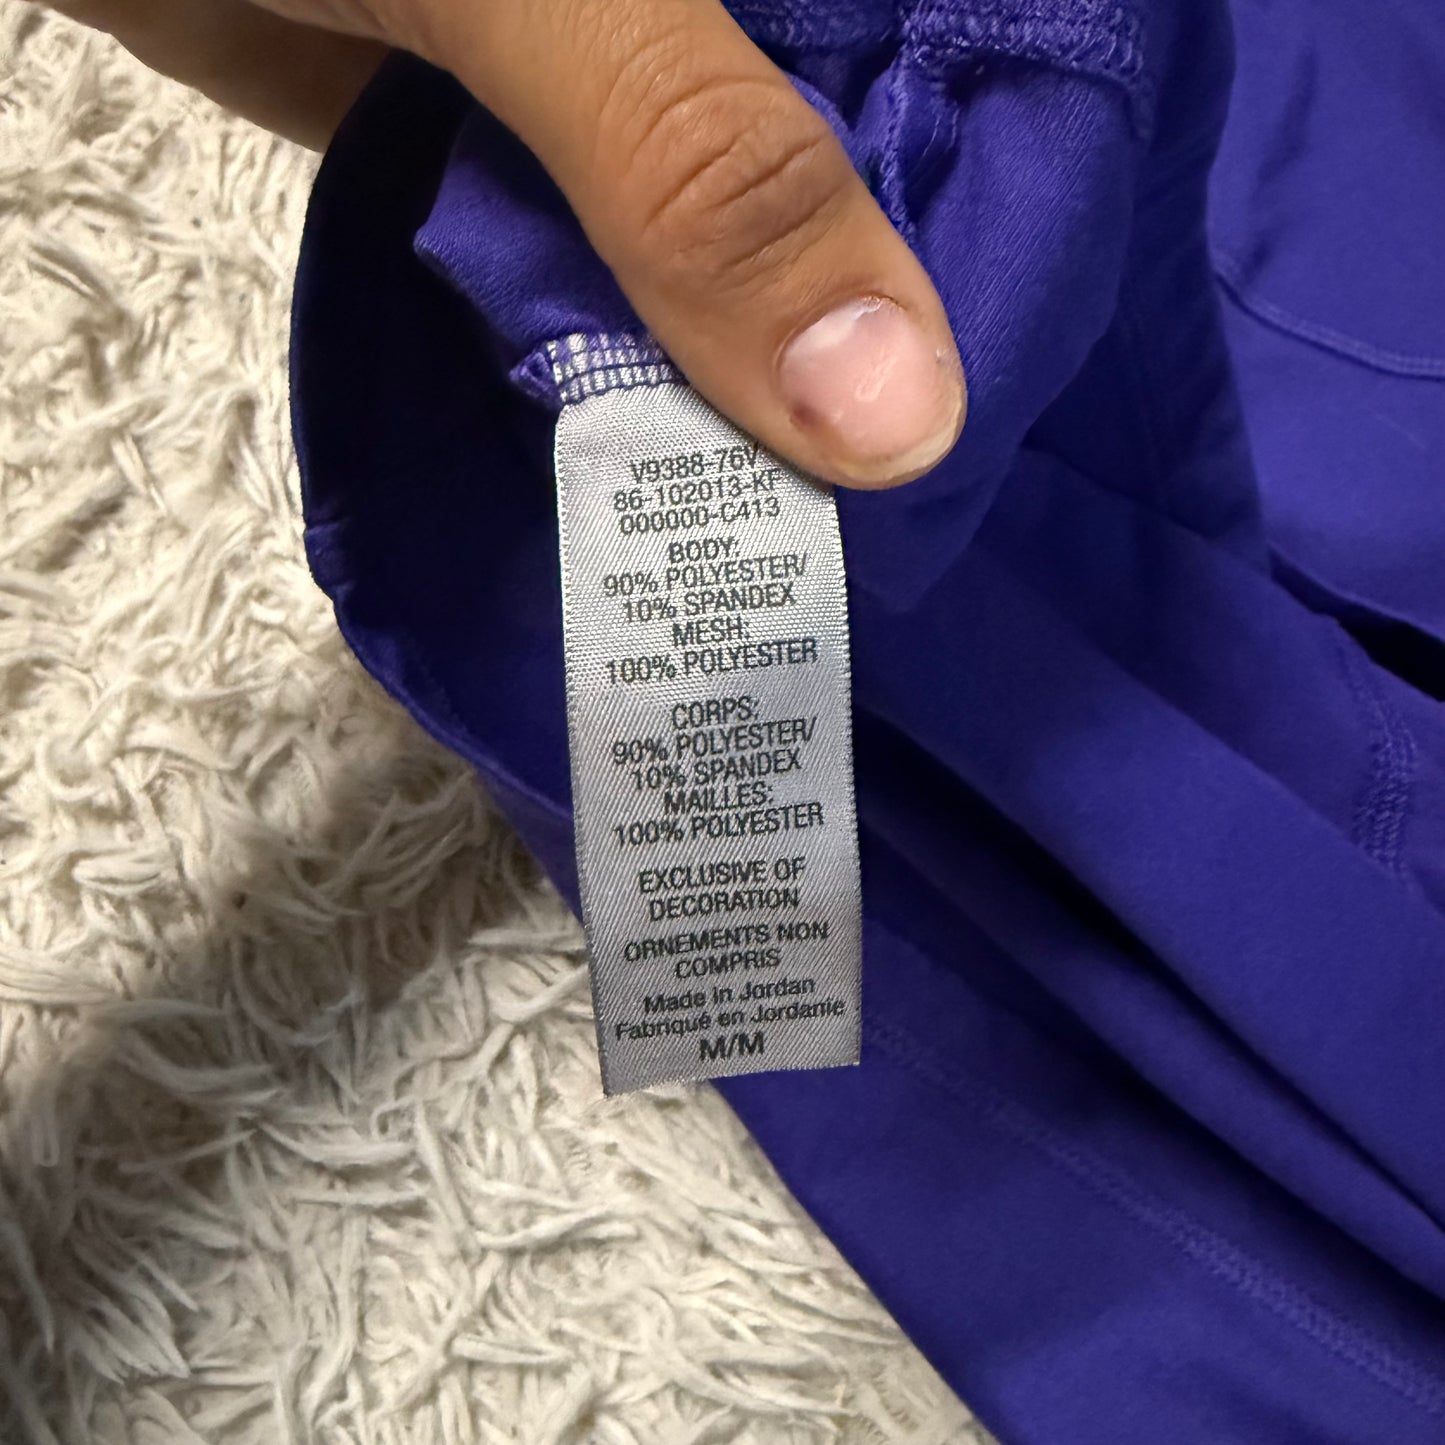 V9388-76V
86-102013-KF
000000-C413
BODY:
90% POLYESTER/
10% SPANDEX
MESH:
100% POLYESTER
CORPS:
90% POLYESTER/
10% SPANDEX
MAILLES:
100% POLYESTER
EXCLUSIVE OF
DECORATION
ORNEMENTS NON
COMPRIS
Made in Jordan
Fabriqué en Jordanie
M/M